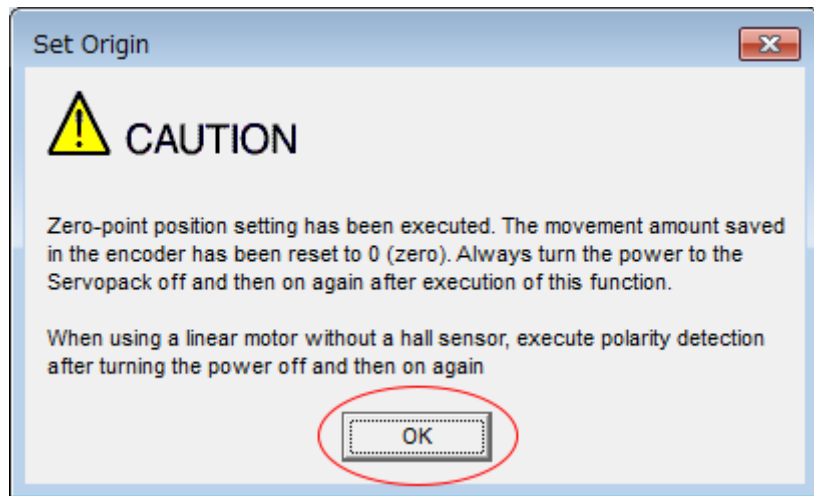 Set Origin
CAUTION
Zero-point position setting has been executed. The movement amount saved
in the encoder has been reset to 0 (zero). Always turn the power to the
Servopack off and then on again after execution of this function.
When using a linear motor without a hall sensor, execute polarity detection
after turning the power off and then on again
OK